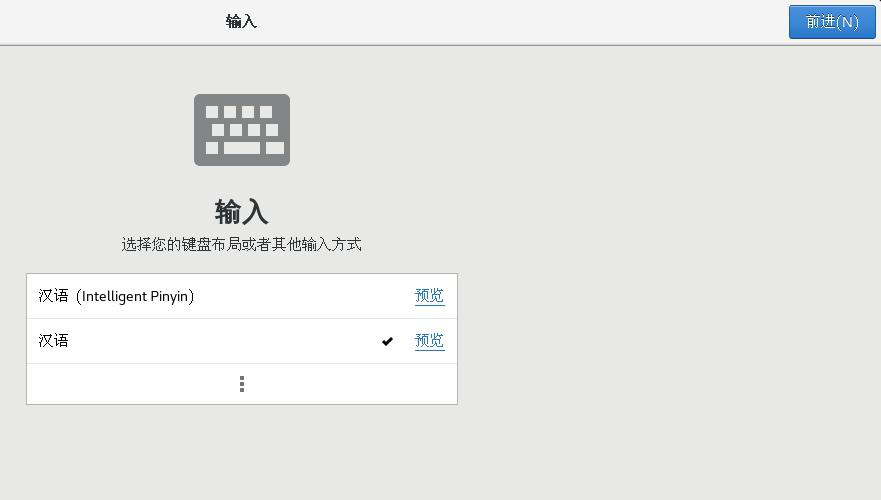 输入
前进(N)
输入
选择您的键盘布局或者其他输入方式
汉语 (Intelligent Pinyin) 预览
汉语 预览